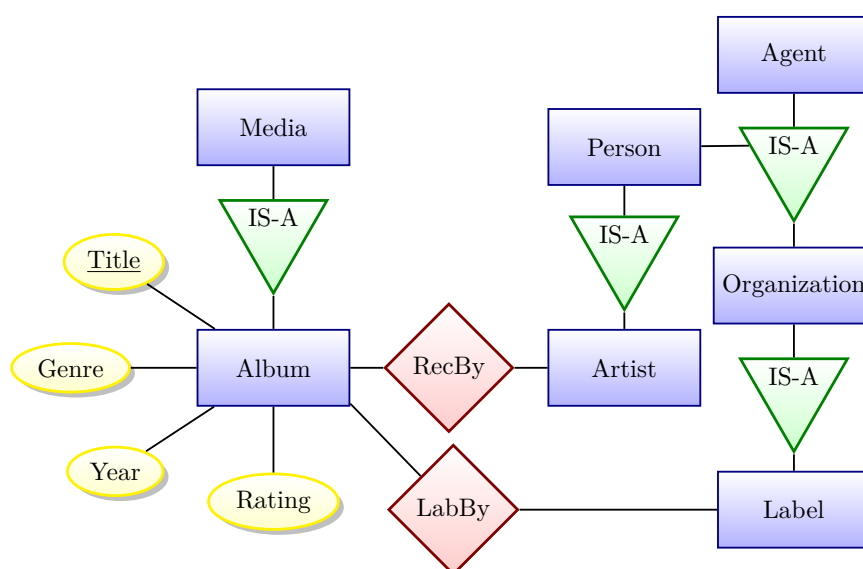 Agent
Media
Person
IS-A
IS-A
IS-A
Title
Organization
Genre
Album
RecBy
Artist
IS-A
Year
Rating
LabBy
Label